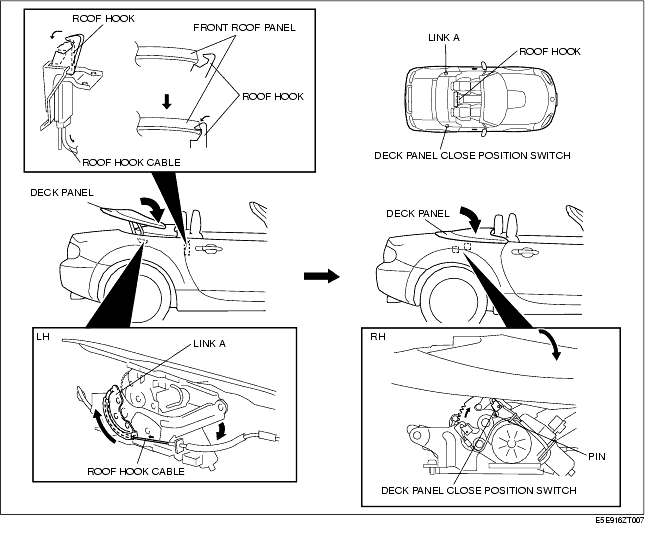 ROOF HOOK
FRONT ROOF PANEL
ROOF HOOK
ROOF HOOK CABLE
LINK A
ROOF HOOK
DECK PANEL CLOSE POSITION SWITCH
DECK PANEL
DECK PANEL
LH
LINK A
ROOF HOOK CABLE
RH
PIN
DECK PANEL CLOSE POSITION SWITCH
E5E916ZT007